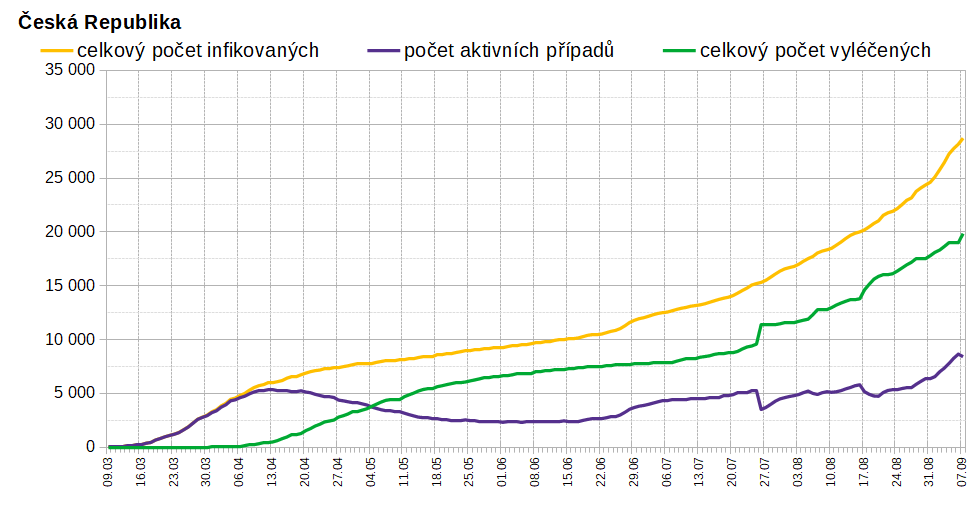 Česká Republika
celkový počet infikovaných počet aktivních případů celkový počet vyléčených
35 000
30 000
25 000
20 000
15 000
10 000
5 000
0
09.03 16.03 23.03 30.03 06.04 13.04 20.04 27.04 04.05 11.05 18.05 25.05 01.06 08.06 15.06 22.06 29.06 06.07 13.07 20.07 27.07 03.08 10.08 17.08 24.08 31.08 07.09